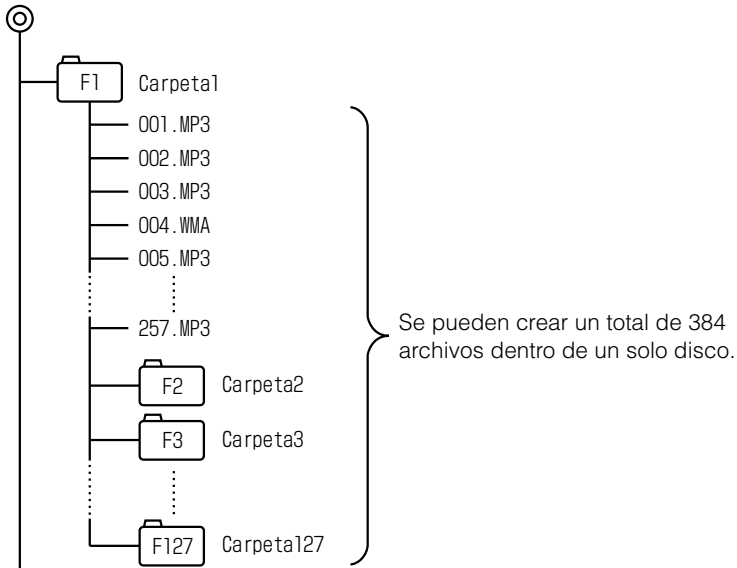 F1 Carpeta1
001.MP3
002.MP3
003.MP3
004.WMA
005.MP3
257.MP3
Se pueden crear un total de 384
archivos dentro de un solo disco.
F2 Carpeta2
F3 Carpeta3
F127 Carpeta127